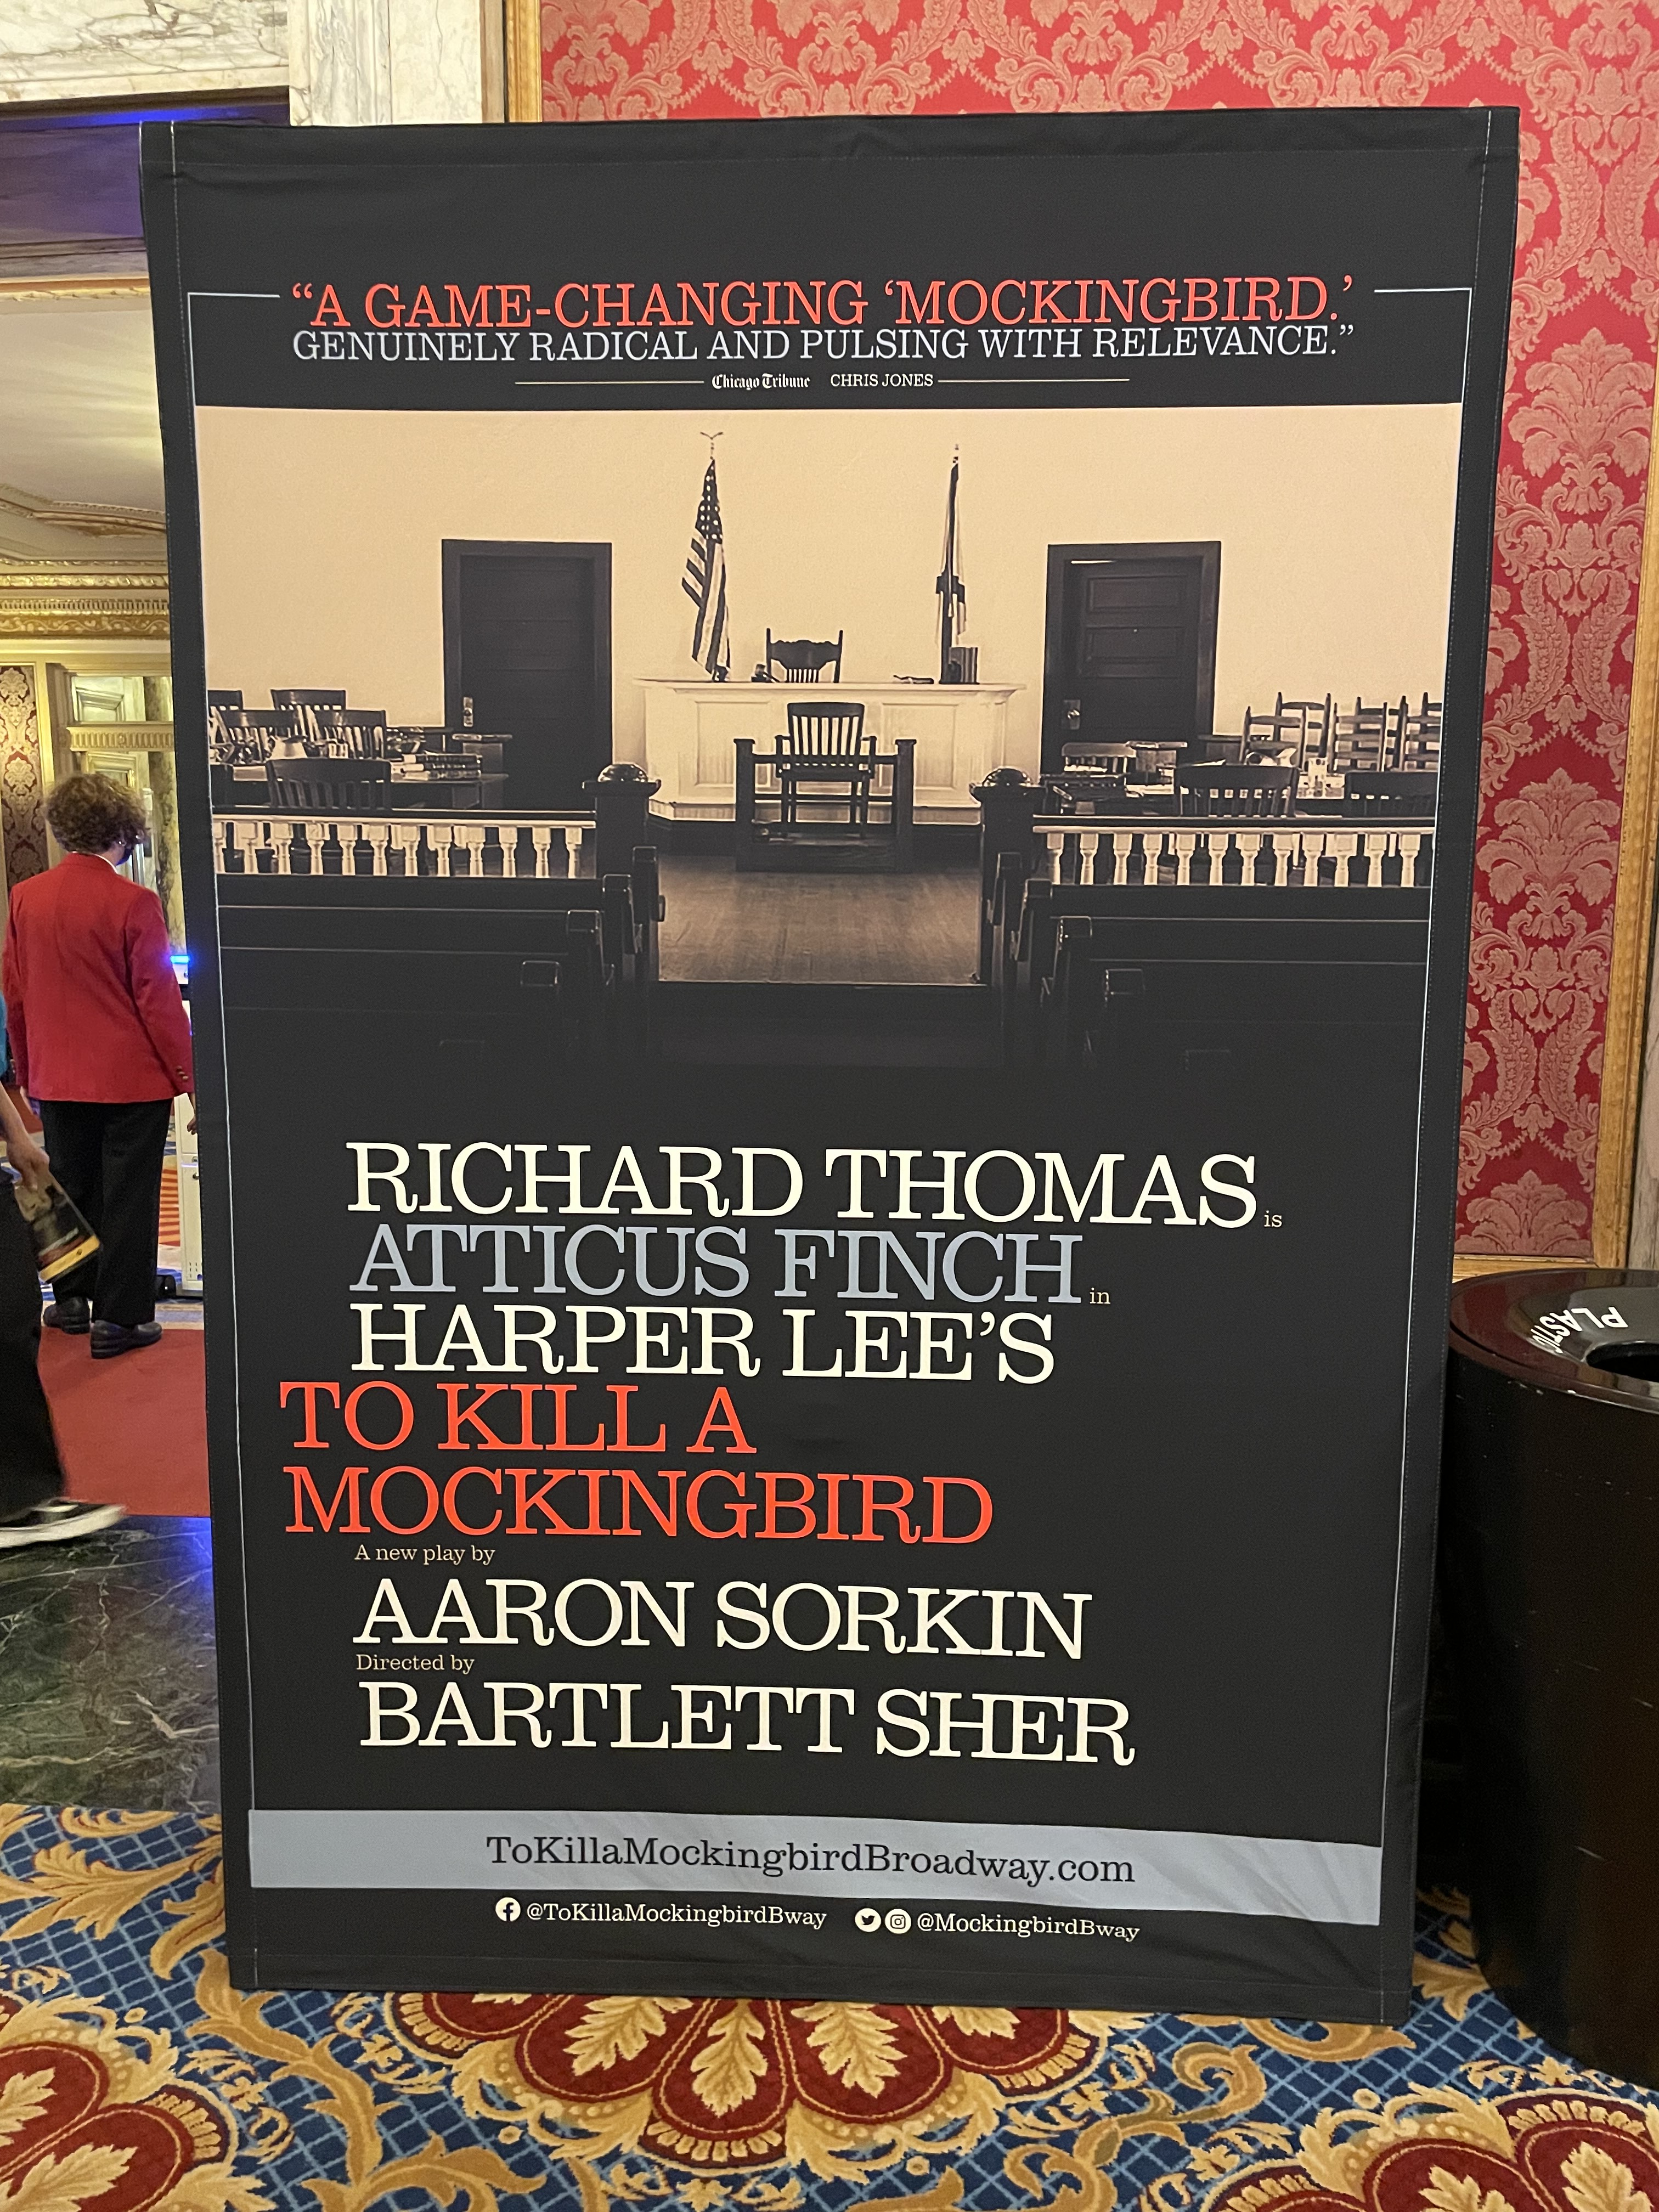 “A GAME-CHANGING ‘MOCKINGBIRD.’
GENUINELY RADICAL AND PULSING WITH RELEVANCE.”
Chicago Tribune CHRIS JONES
RICHARD THOMAS is
ATTICUS FINCH in
HARPER LEE’S
TO KILL A
MOCKINGBIRD
A new play by
AARON SORKIN
Directed by
BARTLETT SHER
ToKillaMockingbirdBroadway.com
@ToKillaMockingbirdBway @MockingbirdBway
PLASTIC